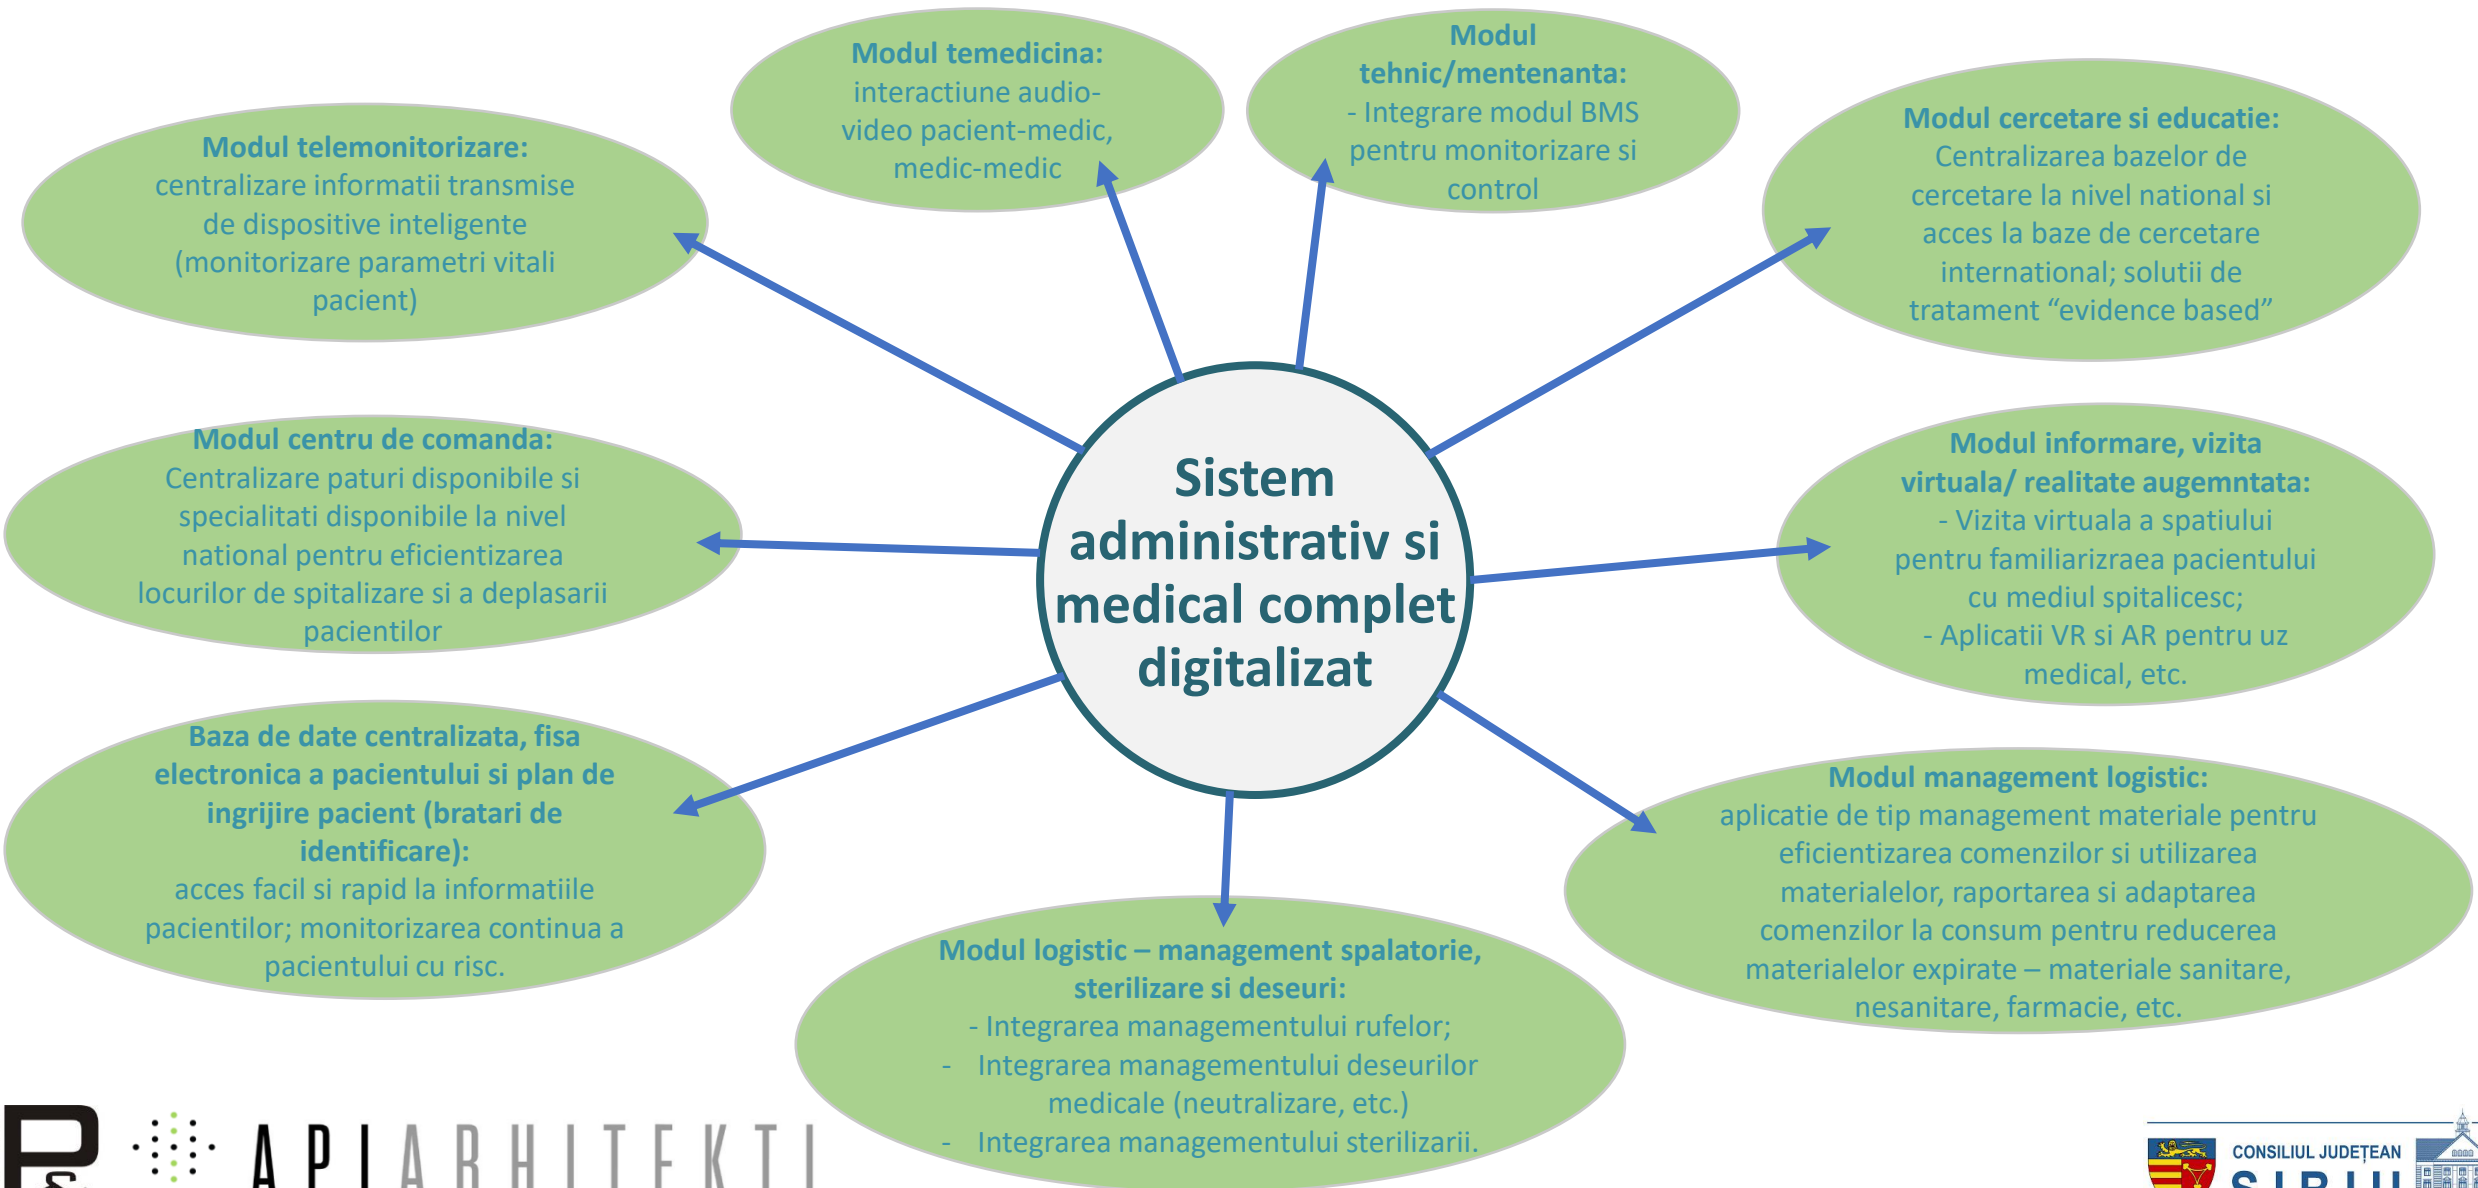 Modul temedicina:
interactiune audio-
video pacient-medic,
medic-medic
Modul
tehnic/mentenanta:
- Integrare modul BMS
pentru monitorizare si
control
Modul telemonitorizare:
centralizare informatii transmise
de dispositive inteligente
(monitorizare parametri vitali
pacient)
Modul cercetare si educatie:
Centralizarea bazelor de
cercetare la nivel national si
acces la baze de cercetare
international; solutii de
tratament “evidence based”
Modul centru de comanda:
Centralizare paturi disponibile si
specialitati disponibile la nivel
national pentru eficientizarea
locurilor de spitalizare si a deplasarii
pacientilor
Sistem
administrativ si
medical complet
digitalizat
Modul informare, vizita
virtuala/ realitate augemntata:
- Vizita virtuala a spatiului
pentru familiarizraea pacientului
cu mediul spitalicesc;
- Aplicatii VR si AR pentru uz
medical, etc.
Baza de date centralizata, fisa
electronica a pacientului si plan de
ingrijire pacient (bratari de
identificare):
acces facil si rapid la informatiile
pacientilor; monitorizarea continua a
pacientului cu risc.
Modul management logistic:
aplicatie de tip management materiale pentru
eficientizarea comenzilor si utilizarea
materialelor, raportarea si adaptarea
comenzilor la consum pentru reducerea
materialelor expirate – materiale sanitare,
nesanitare, farmacie, etc.
Modul logistic – management spalatorie,
sterilizare si deseuri:
- Integrarea managementului rufelor;
- Integrarea managementului deseurilor
medicale (neutralizare, etc.)
- Integrarea managementului sterilizarii.
P&
API ARHITEKTI
CONSILIUL JUDEȚEAN
SIBIU